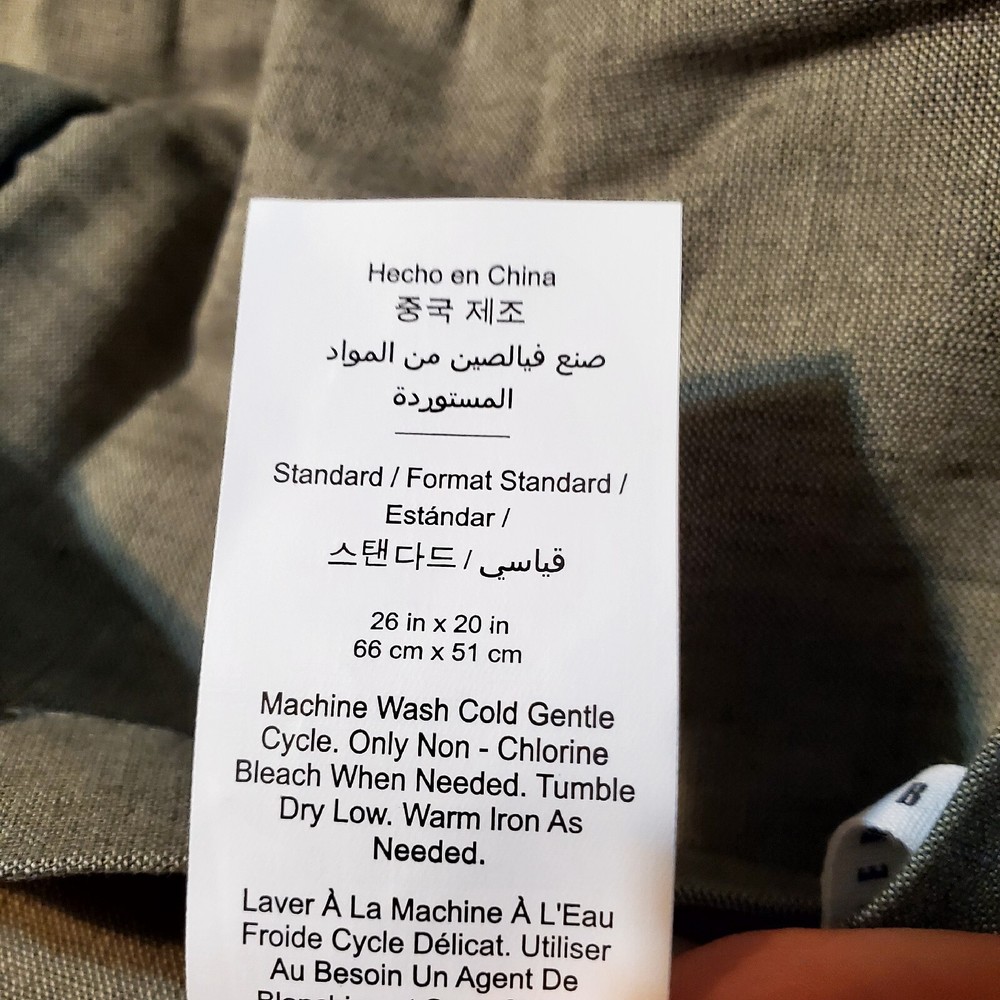 Hecho en China
중국 제조
صنع فيالصين من المواد
المستوردة
Standard / Format Standard /
Estándar /
스탠다드 / قياسي
26 in x 20 in
66 cm x 51 cm
Machine Wash Cold Gentle
Cycle. Only Non - Chlorine
Bleach When Needed. Tumble
Dry Low. Warm Iron As
Needed.
Laver À La Machine À L'Eau
Froide Cycle Délicat. Utiliser
Au Besoin Un Agent De